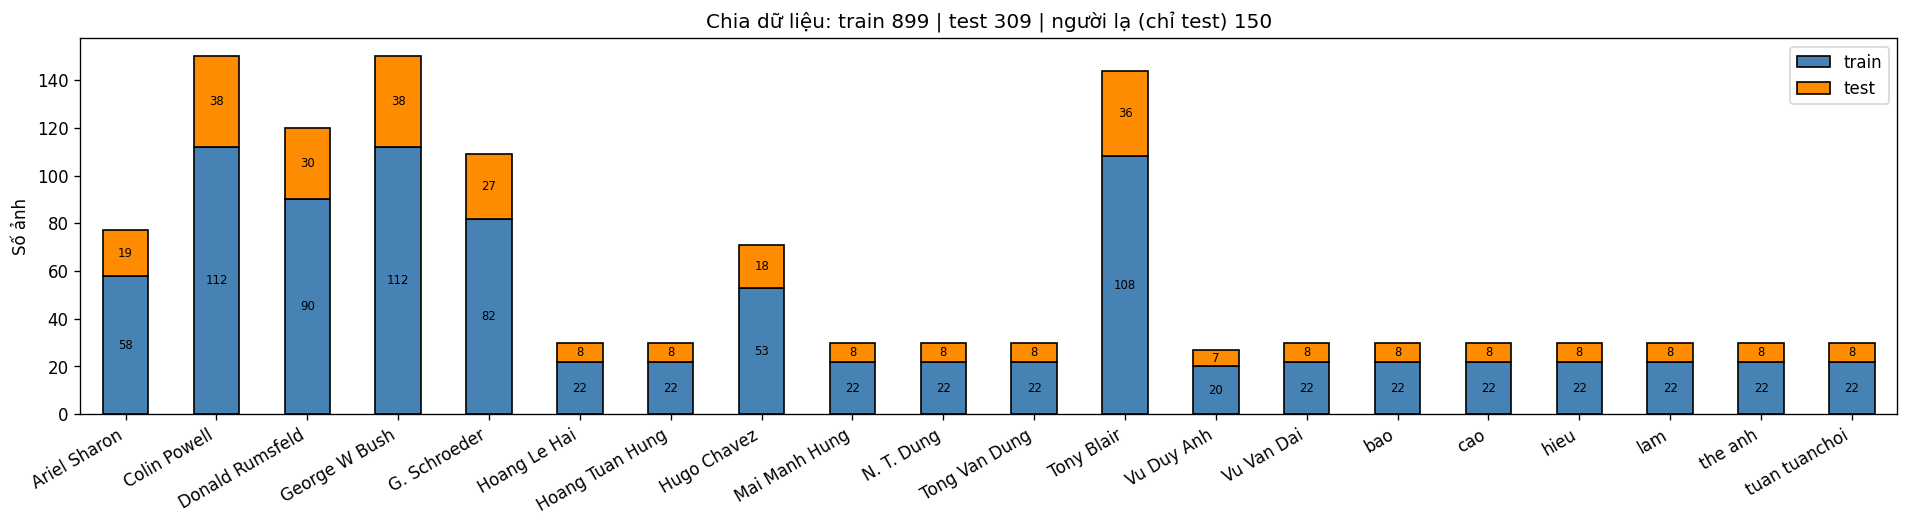 Chia dữ liệu: train 899 | test 309 | người lạ (chỉ test) 150
train
test
Số ảnh
140
120
100
80
60
40
20
0
19
58
38
112
30
90
38
112
27
82
8
22
8
22
18
53
8
22
8
22
8
22
36
108
7
20
8
22
8
22
8
22
8
22
8
22
8
22
8
22
Ariel Sharon
Colin Powell
Donald Rumsfeld
George W Bush
G. Schroeder
Hoang Le Hai
Hoang Tuan Hung
Hugo Chavez
Mai Manh Hung
N. T. Dung
Tong Van Dung
Tony Blair
Vu Duy Anh
Vu Van Dai
bao
cao
hieu
lam
the anh
tuan tuanchoi